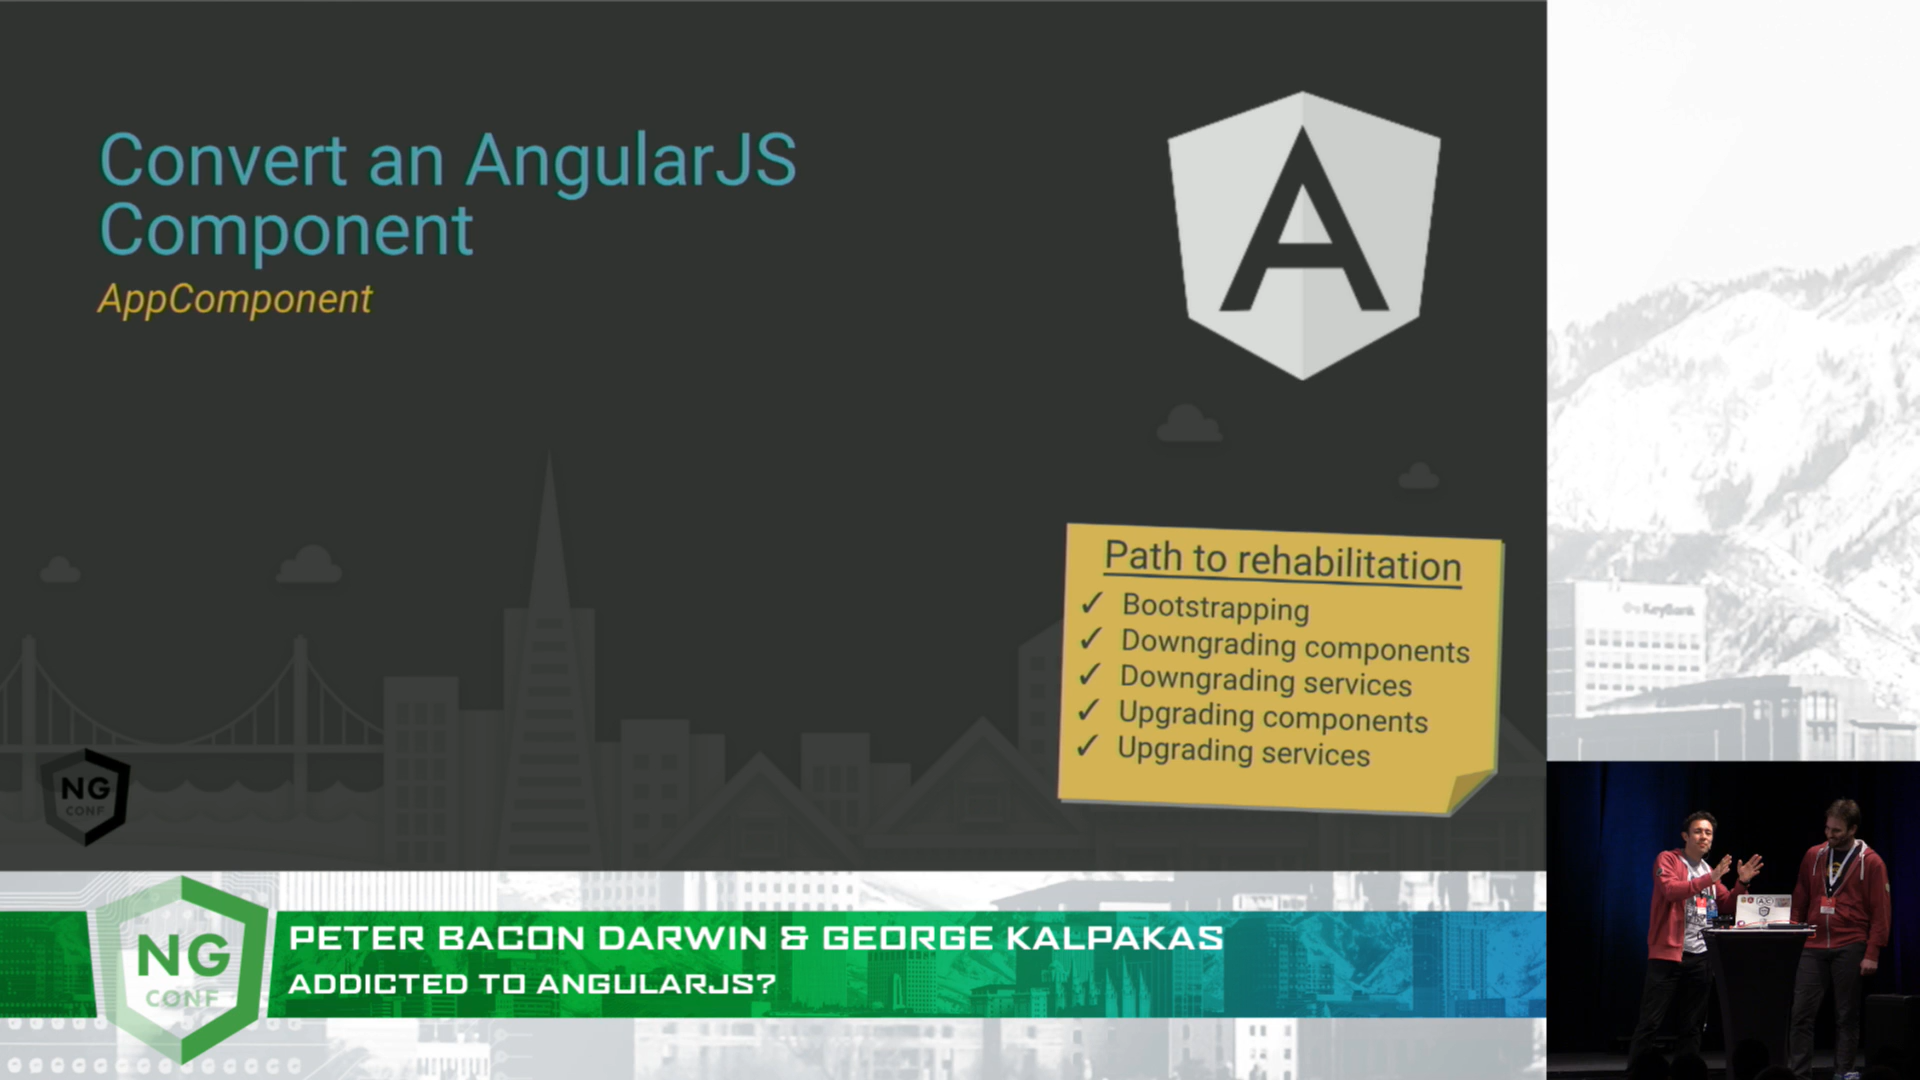 Convert an AngularJS
Component
AppComponent
Path to rehabilitation
✓ Bootstrapping
✓ Downgrading components
✓ Downgrading services
✓ Upgrading components
✓ Upgrading services
KeyBank
NG
CONF
NG
CONF
PETER BACON DARWIN & GEORGE KALPAKAS
ADDICTED TO ANGULARJS?